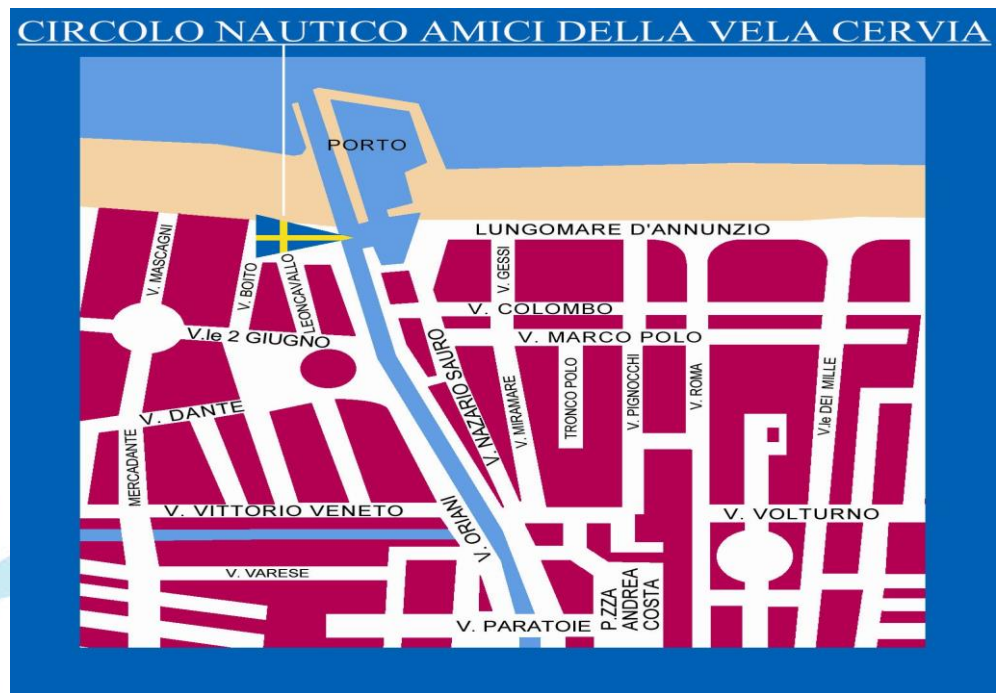 CIRCOLO NAUTICO AMICI DELLA VELA CERVIA
PORTO
LUNGOMARE D'ANNUNZIO
V. MASCAGNI
V. BOITO
LEONCAVALLO
V. GESSI
V. COLOMBO
V.le 2 GIUGNO
V. MARCO POLO
V. NAZARIO SAURO
V. MIRAMARE
TRONCO POLO
V. PIGNOCCHI
V. ROMA
V.le DEI MILLE
V. DANTE
MERCADANTE
V. VITTORIO VENETO
V. ORIANI
V. VOLTURNO
V. VARESE
V. PARATOIE
P.ZZA
ANDREA
COSTA